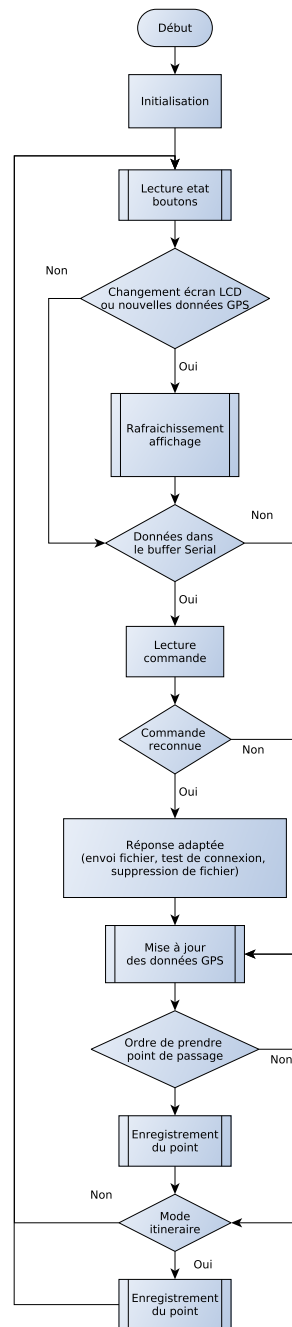 Début
Initialisation
Lecture etat
boutons
Non
Changement écran LCD
ou nouvelles données GPS
Oui
Rafraichissement
affichage
Non
Données dans
le buffer Serial
Oui
Lecture
commande
Commande
reconnue
Non
Oui
Réponse adaptée
(envoi fichier, test de connexion,
suppression de fichier)
Mise à jour
des données GPS
Ordre de prendre
point de passage
Non
Enregistrement
du point
Non
Mode
itineraire
Oui
Enregistrement
du point